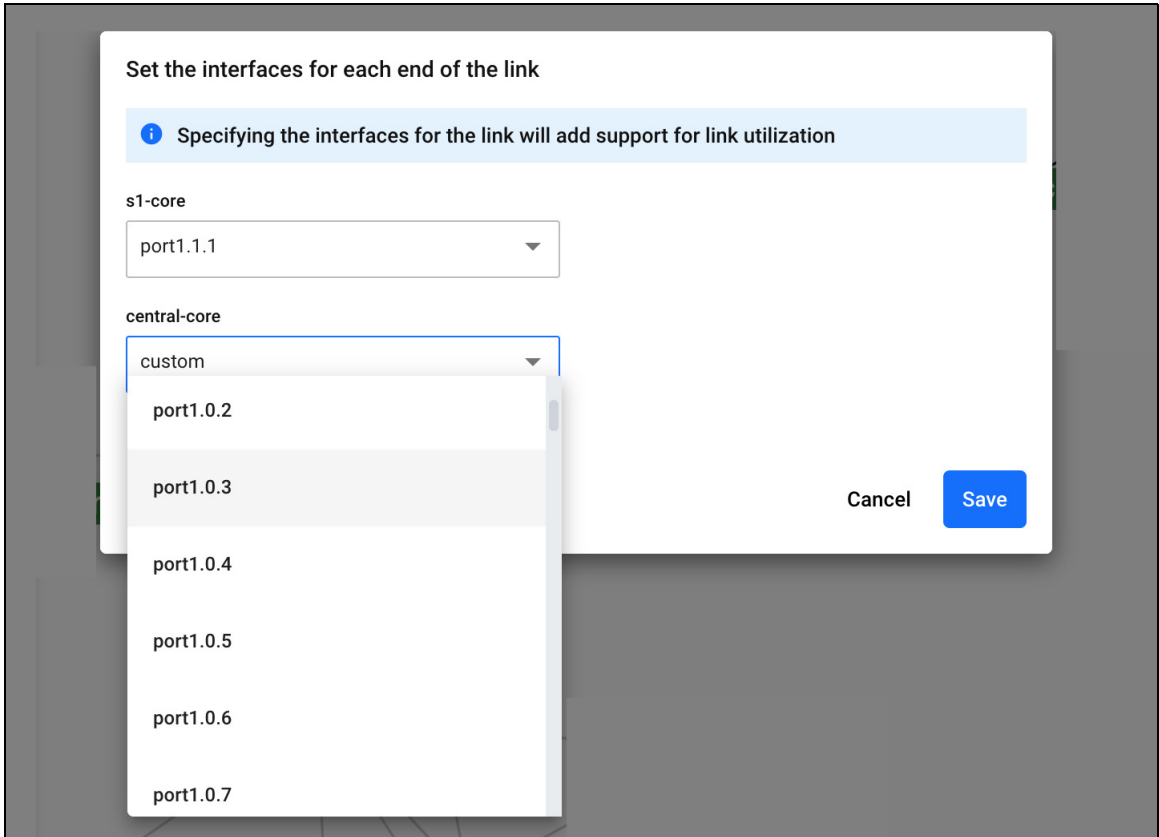 Set the interfaces for each end of the link
Specifying the interfaces for the link will add support for link utilization
s1-core
port1.1.1
central-core
custom
port1.0.2
port1.0.3
port1.0.4
port1.0.5
port1.0.6
port1.0.7
Cancel
Save